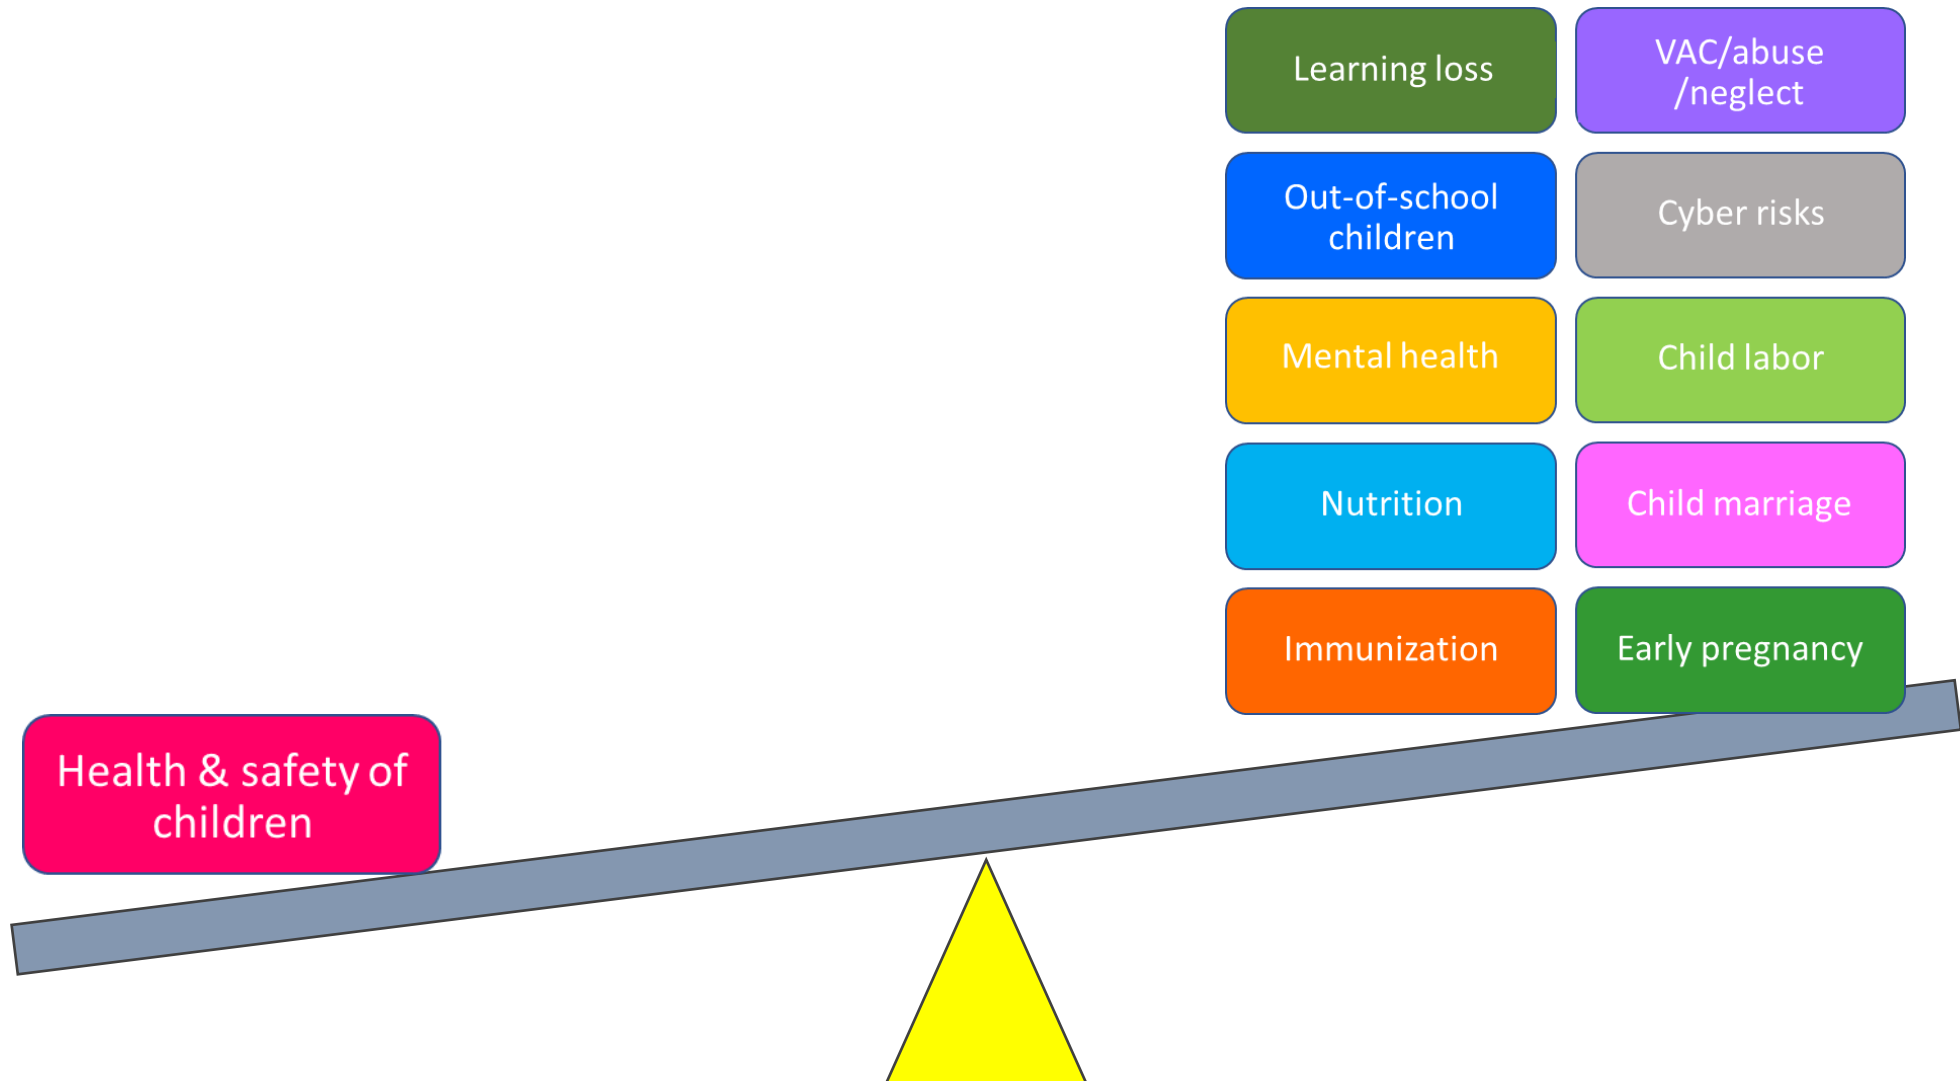 Learning loss
VAC/abuse
/neglect
Out-of-school
children
Cyber risks
Mental health
Child labor
Nutrition
Child marriage
Immunization
Early pregnancy
Health & safety of
children